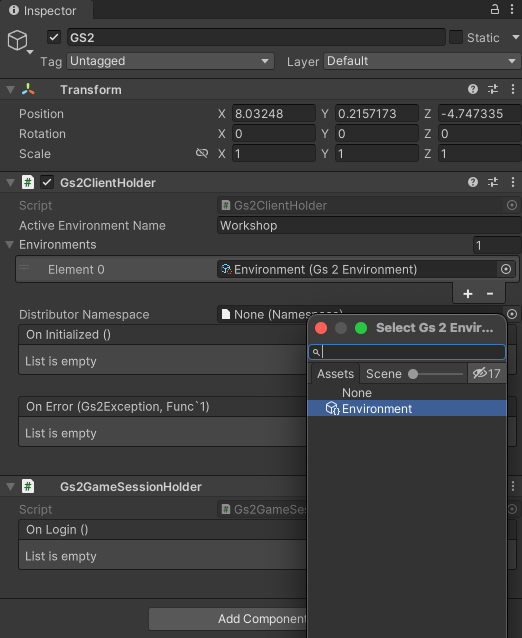 Inspector
GS2
Static
Tag Untagged Layer Default
Transform
Position X 8.03248 Y 0.2157173 Z -4.747335
Rotation X 0 Y 0 Z 0
Scale X 1 Y 1 Z 1
# Gs2ClientHolder
Script # Gs2ClientHolder
Active Environment Name Workshop
Environments 1
= Element 0 Environment (Gs 2 Environment)
+ -
Distributor Namespace None (Namesp
On Initialized ()
List is empty
On Error (Gs2Exception, Func`1)
List is empty
# Gs2GameSessionHolder
Script # Gs2GameSes
On Login ()
List is empty
Add Component
Select Gs 2 Envir...
Assets Scene 17
None
Environment